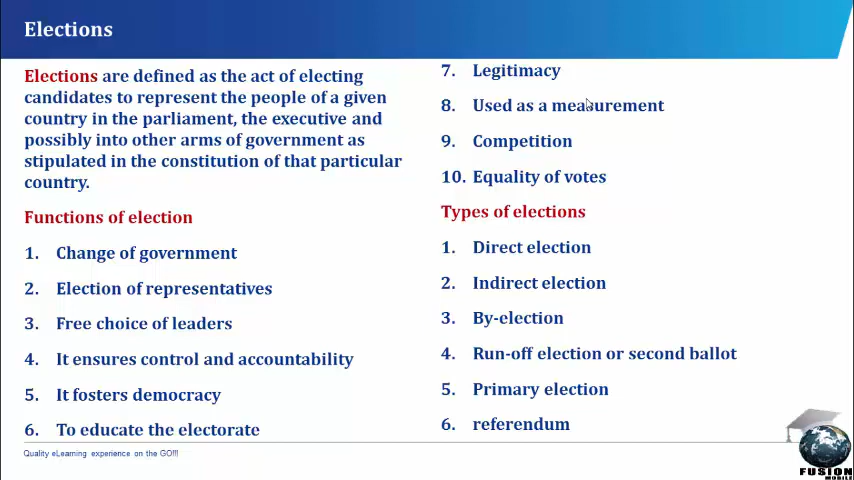 Elections
Elections are defined as the act of electing
candidates to represent the people of a given
country in the parliament, the executive and
possibly into other arms of government as
stipulated in the constitution of that particular
country.
Functions of election
1. Change of government
2. Election of representatives
3. Free choice of leaders
4. It ensures control and accountability
5. It fosters democracy
6. To educate the electorate
7. Legitimacy
8. Used as a measurement
9. Competition
10. Equality of votes
Types of elections
1. Direct election
2. Indirect election
3. By-election
4. Run-off election or second ballot
5. Primary election
6. referendum
Quality eLearning experience on the GO!!!
FUSION
MOBILE